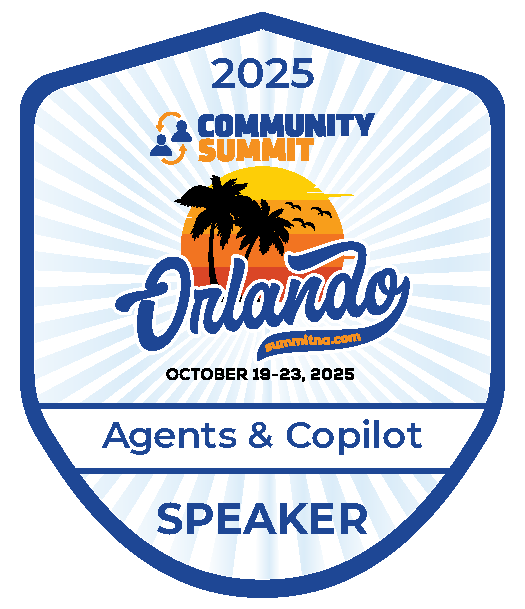 2025
COMMUNITY
SUMMIT
Orlando
summitna.com
OCTOBER 19-23, 2025
Agents & Copilot
SPEAKER